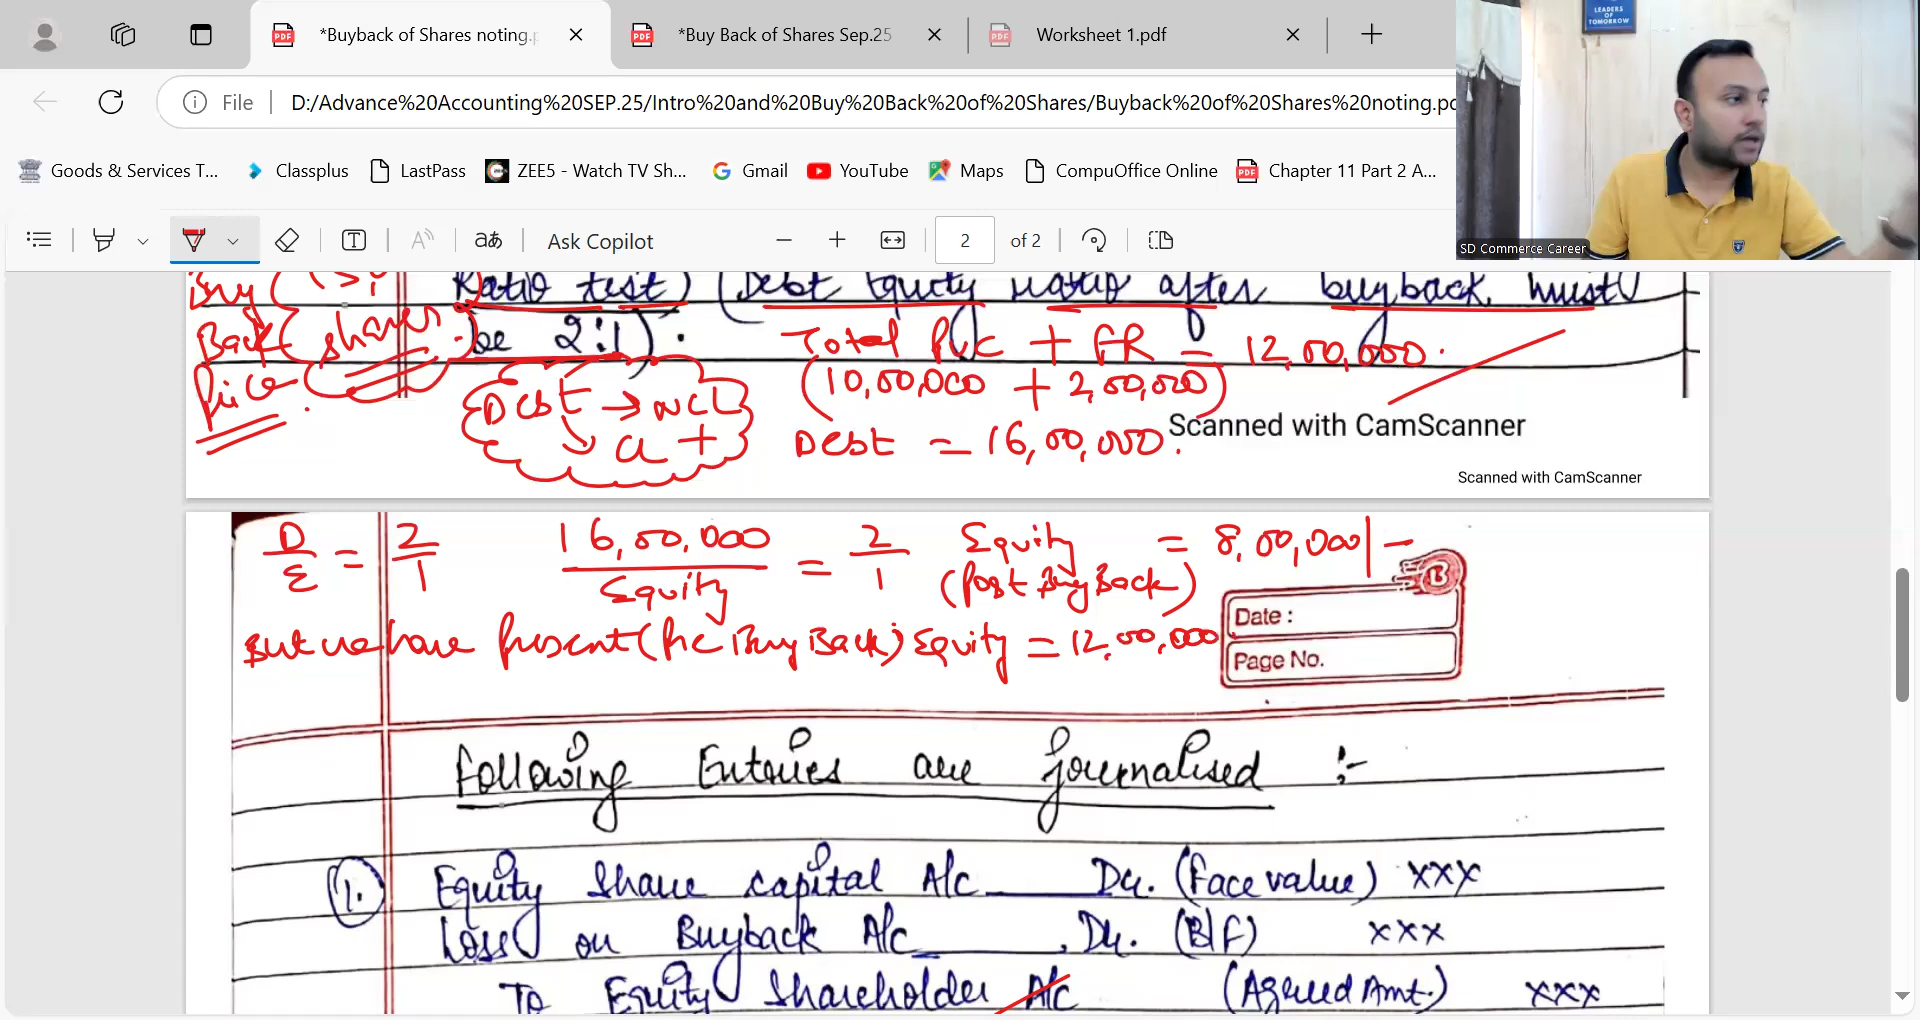 *Buyback of Shares noting.p
*Buy Back of Shares Sep.25
Worksheet 1.pdf
LEADERS
OF
TOMORROW
File
D:/Advance%20Accounting%20SEP.25/Intro%20and%20Buy%20Back%20of%20Shares/Buyback%20of%20Shares%20noting.pd
Goods & Services T...
Classplus
LastPass
ZEE5 - Watch TV Sh...
Gmail
YouTube
Maps
CompuOffice Online
Chapter 11 Part 2 A...
SD Commerce Career
Ask Copilot
2
of 2
Buy
Ratio test) (Debt Equity ratio after buyback must
Back shares
be 2:1).
Total + FR = 12,00,000.
Price
(10,00,000 + 2,00,000)
Debt → NCL
CL +
Debt = 16,00,000.
Scanned with CamScanner
Scanned with CamScanner
D/E = 2/1
16,00,000/Equity = 2/1
Equity = 8,00,000/-
(Post Buy Back)
But we have Present (Pre Buy Back) Equity = 12,00,000
B
Date :
Page No.
Following Entries are journalised :-
1. Equity Share capital A/c Dr. (Face value) xxx
Loss on Buyback A/c Dr. (B/F) xxx
To Equity Shareholder A/c (Agreed Amt.) xxx